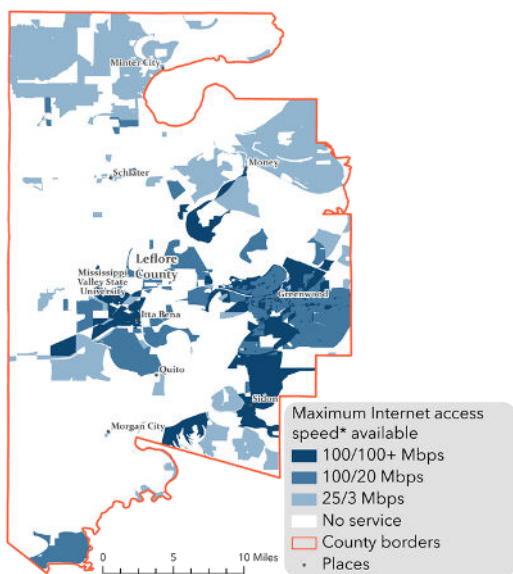 Minter City
Schlater
Money
Leflore
County
Mississippi
Valley State
University
Greenwood
Itta Bena
Quito
Sidon
Morgan City
Maximum Internet access
speed* available
100/100+ Mbps
100/20 Mbps
25/3 Mbps
No service
County borders
Places
0 5 10 Miles